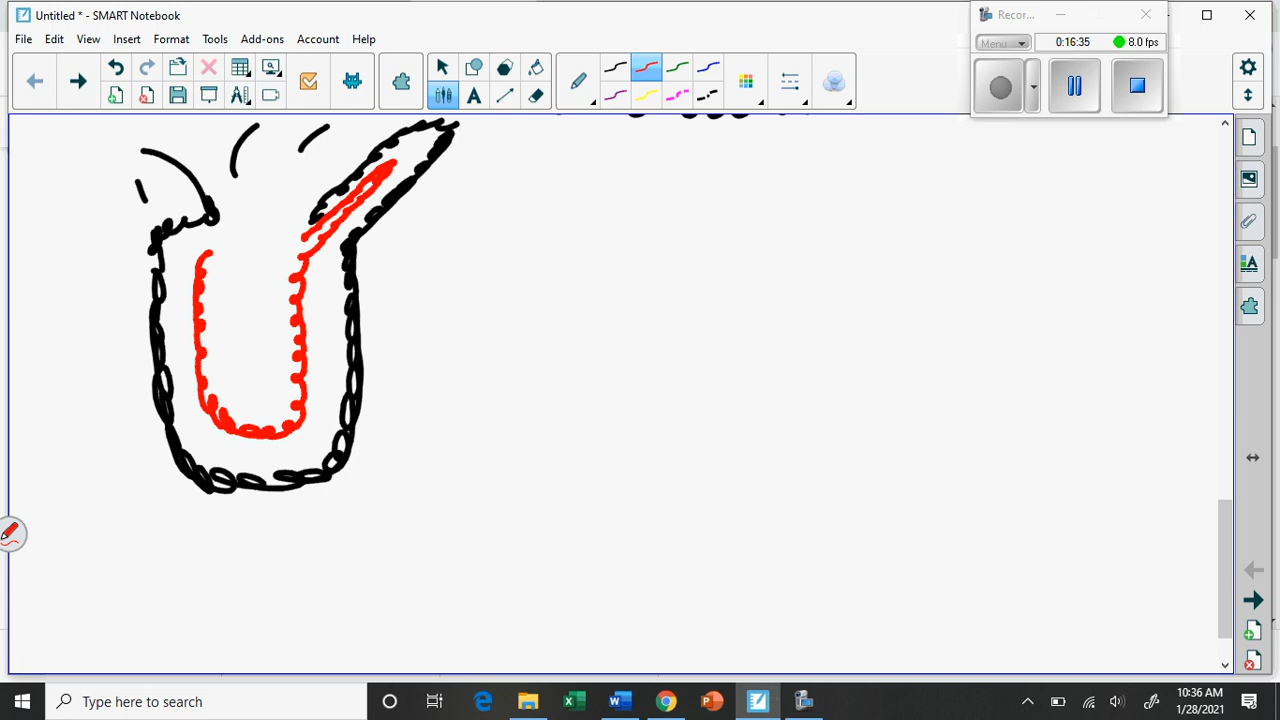 Untitled * - SMART Notebook
Recor...
File Edit View Insert Format Tools Add-ons Account Help
Menu
0:16:35
8.0 fps
Type here to search
10:36 AM
1/28/2021